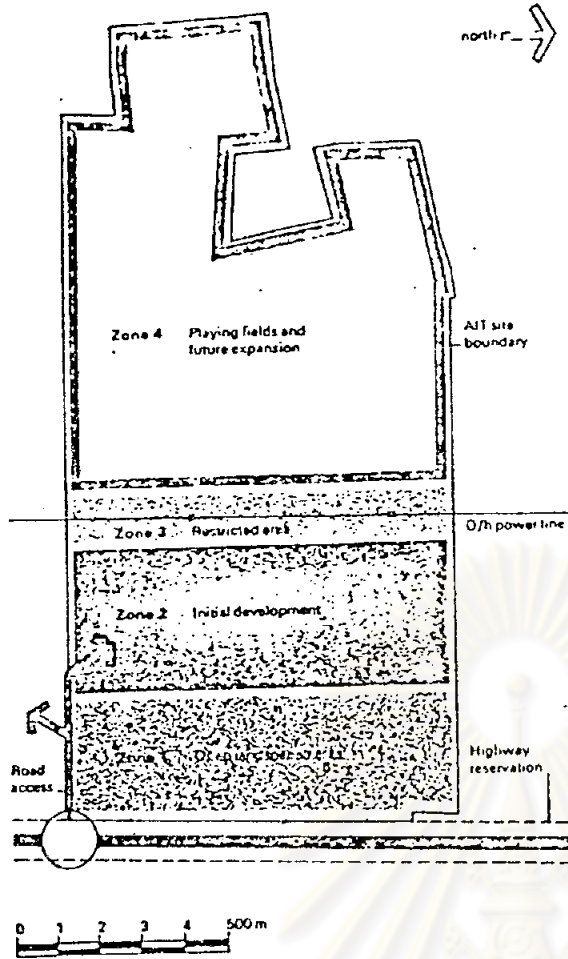 north
Zone 4 Playing fields and
future expansion
AIT site
boundary
Zone 3 Restricted area
O/h power line
Zone 2 Initial development
Zone
Highway
reservation
Road
access
0 1 2 3 4 500 m